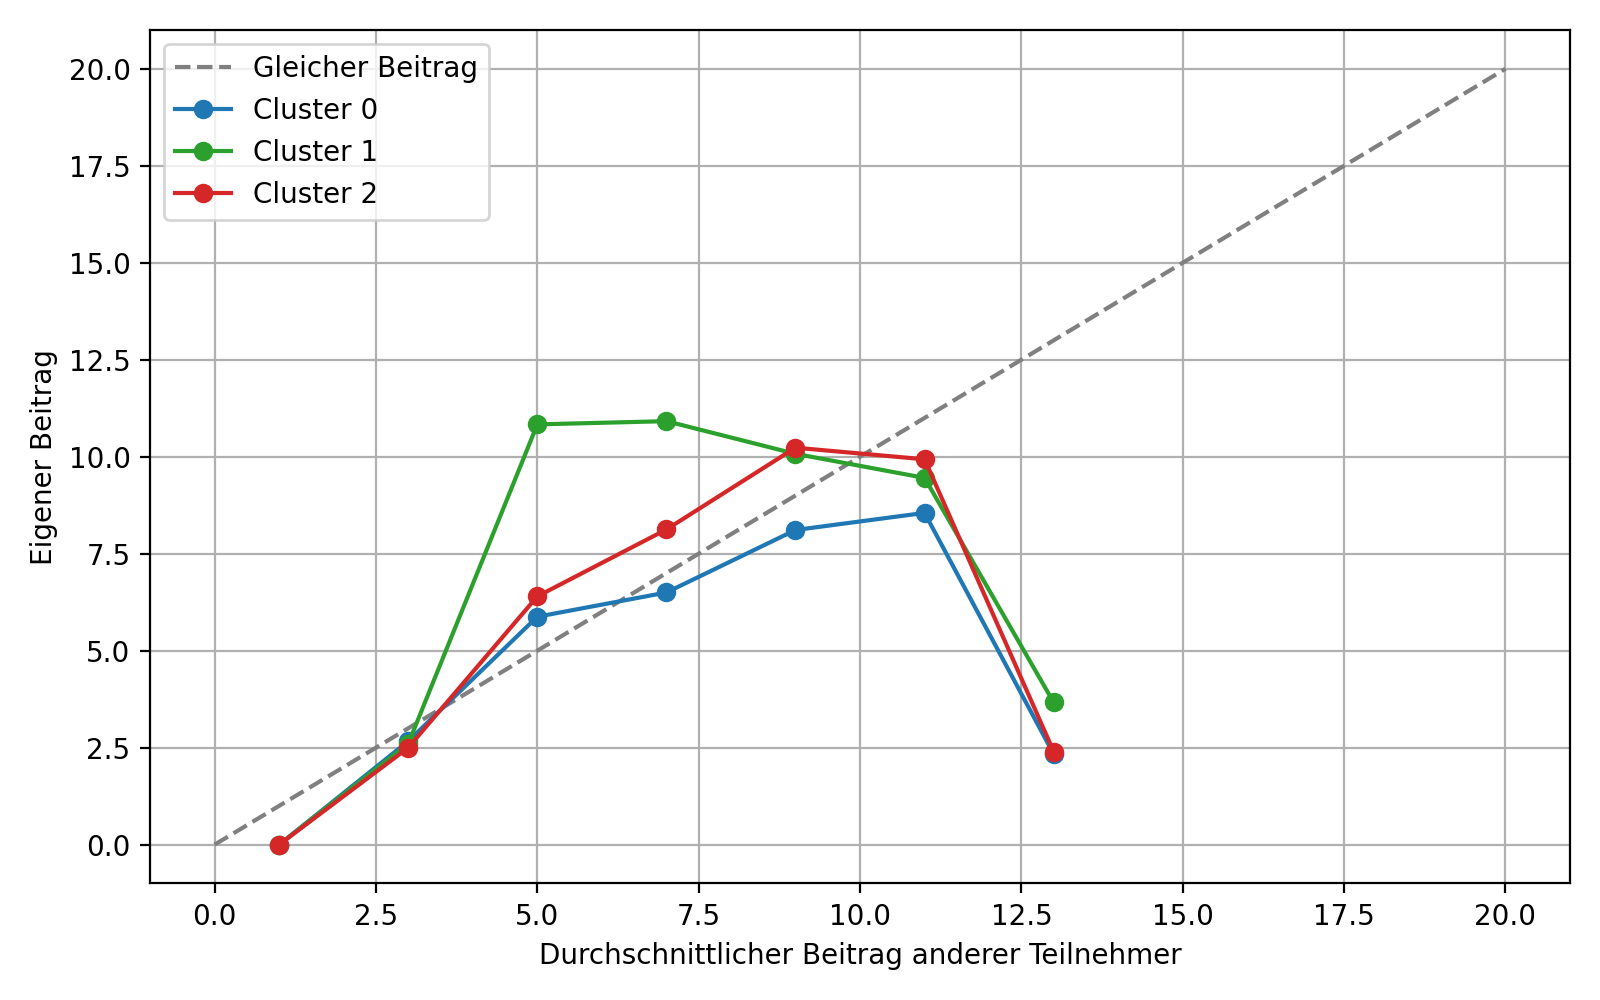 Gleicher Beitrag
Cluster 0
Cluster 1
Cluster 2
20.0
17.5
15.0
12.5
10.0
7.5
5.0
2.5
0.0
Eigener Beitrag
0.0 2.5 5.0 7.5 10.0 12.5 15.0 17.5 20.0
Durchschnittlicher Beitrag anderer Teilnehmer